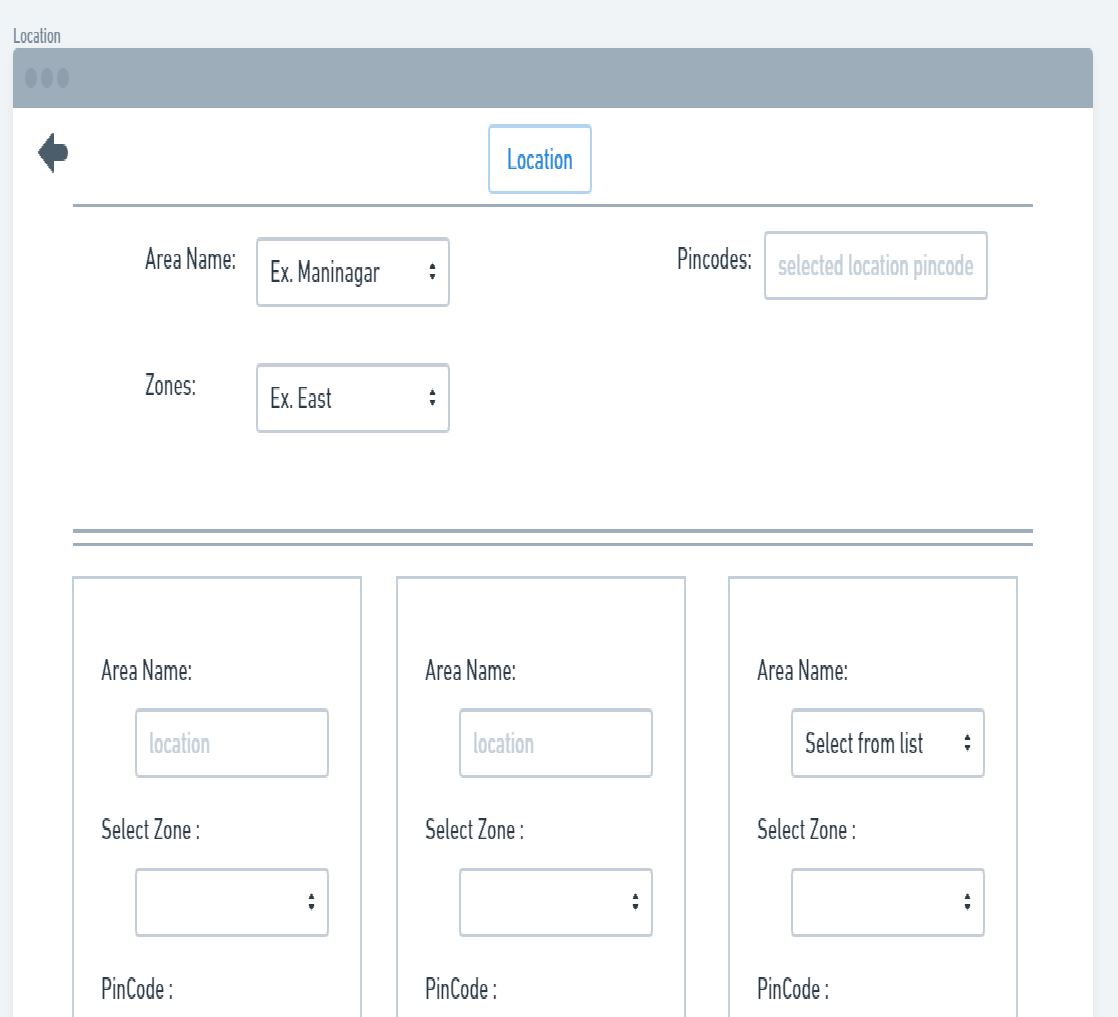 Location
Location
Area Name: Ex. Maninagar Pincodes: selected location pincode
Zones: Ex. East
Area Name: Area Name: Area Name:
location location Select from list
Select Zone : Select Zone : Select Zone :
PinCode : PinCode : PinCode :